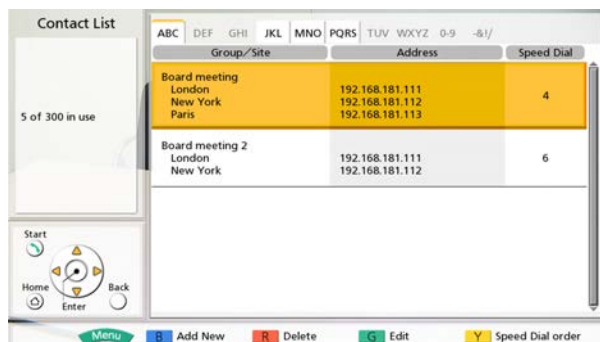 Contact List
ABC DEF GHI JKL MNO PQRS TUV WXYZ 0-9 -&!/
Group/Site Address Speed Dial
Board meeting
London 192.168.181.111
New York 192.168.181.112 4
Paris 192.168.181.113
5 of 300 in use
Board meeting 2
London 192.168.181.111 6
New York 192.168.181.112
Start
Home Back
Enter
Menu B Add New R Delete G Edit Y Speed Dial order